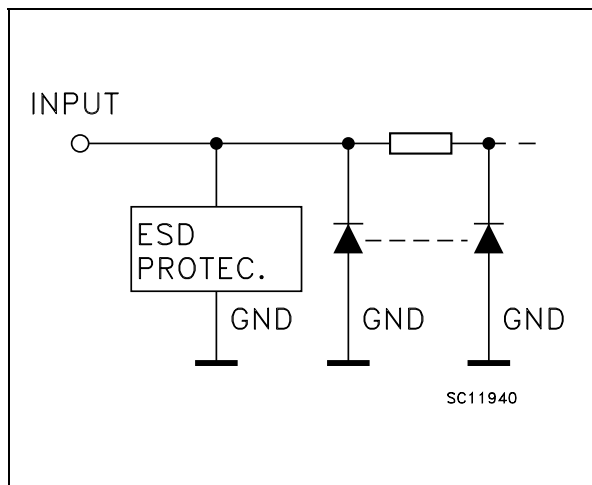 INPUT
ESD
PROTEC.
GND
GND
GND
SC11940